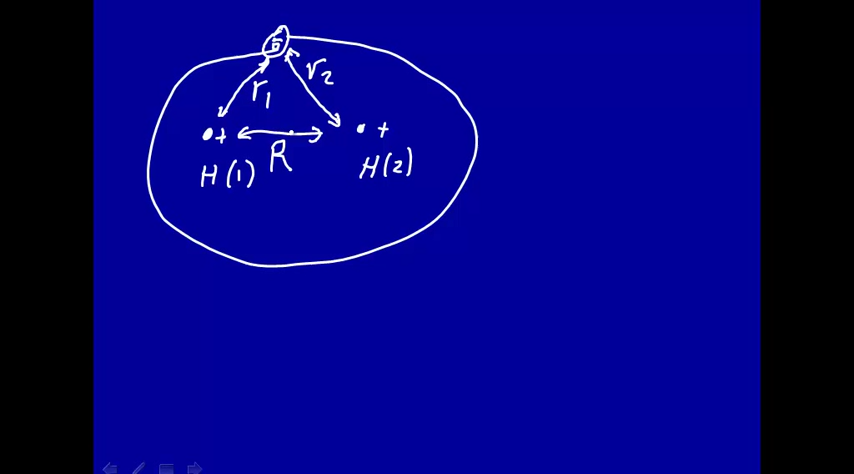 r₁ r₂
+ R +
H(1) H(2)